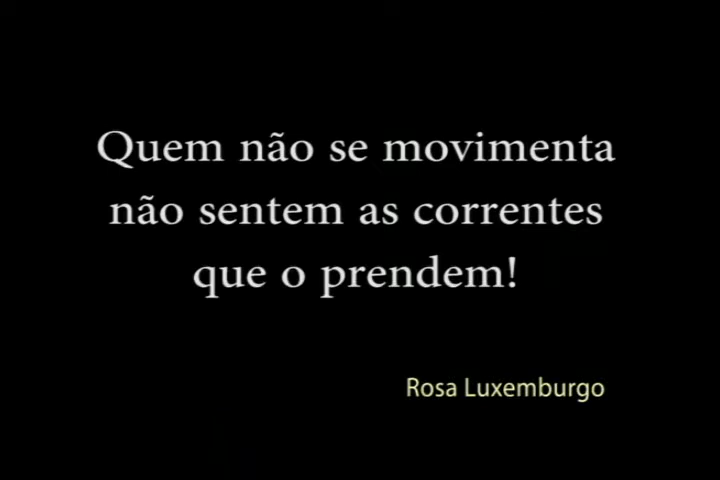 Quem não se movimenta
não sentem as correntes
que o prendem!
Rosa Luxemburgo